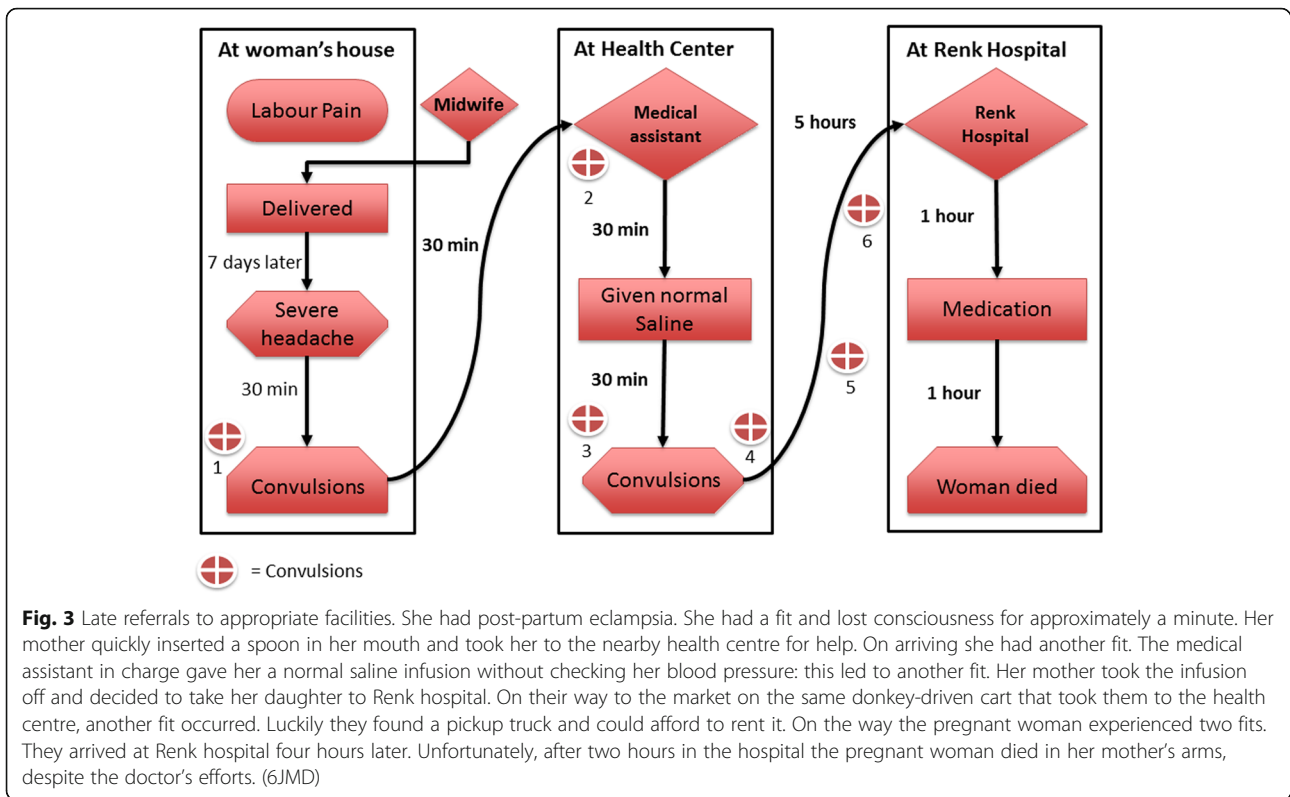 At woman's house
Labour Pain
Midwife
Delivered
7 days later
Severe
headache
30 min
1
Convulsions
30 min
At Health Center
Medical
assistant
2
30 min
Given normal
Saline
30 min
3
4
Convulsions
5 hours
6
5
At Renk Hospital
Renk
Hospital
1 hour
Medication
1 hour
Woman died
= Convulsions
Fig. 3 Late referrals to appropriate facilities. She had post-partum eclampsia. She had a fit and lost consciousness for approximately a minute. Her
mother quickly inserted a spoon in her mouth and took her to the nearby health centre for help. On arriving she had another fit. The medical
assistant in charge gave her a normal saline infusion without checking her blood pressure: this led to another fit. Her mother took the infusion
off and decided to take her daughter to Renk hospital. On their way to the market on the same donkey-driven cart that took them to the health
centre, another fit occurred. Luckily they found a pickup truck and could afford to rent it. On the way the pregnant woman experienced two fits.
They arrived at Renk hospital four hours later. Unfortunately, after two hours in the hospital the pregnant woman died in her mother's arms,
despite the doctor's efforts. (6JMD)